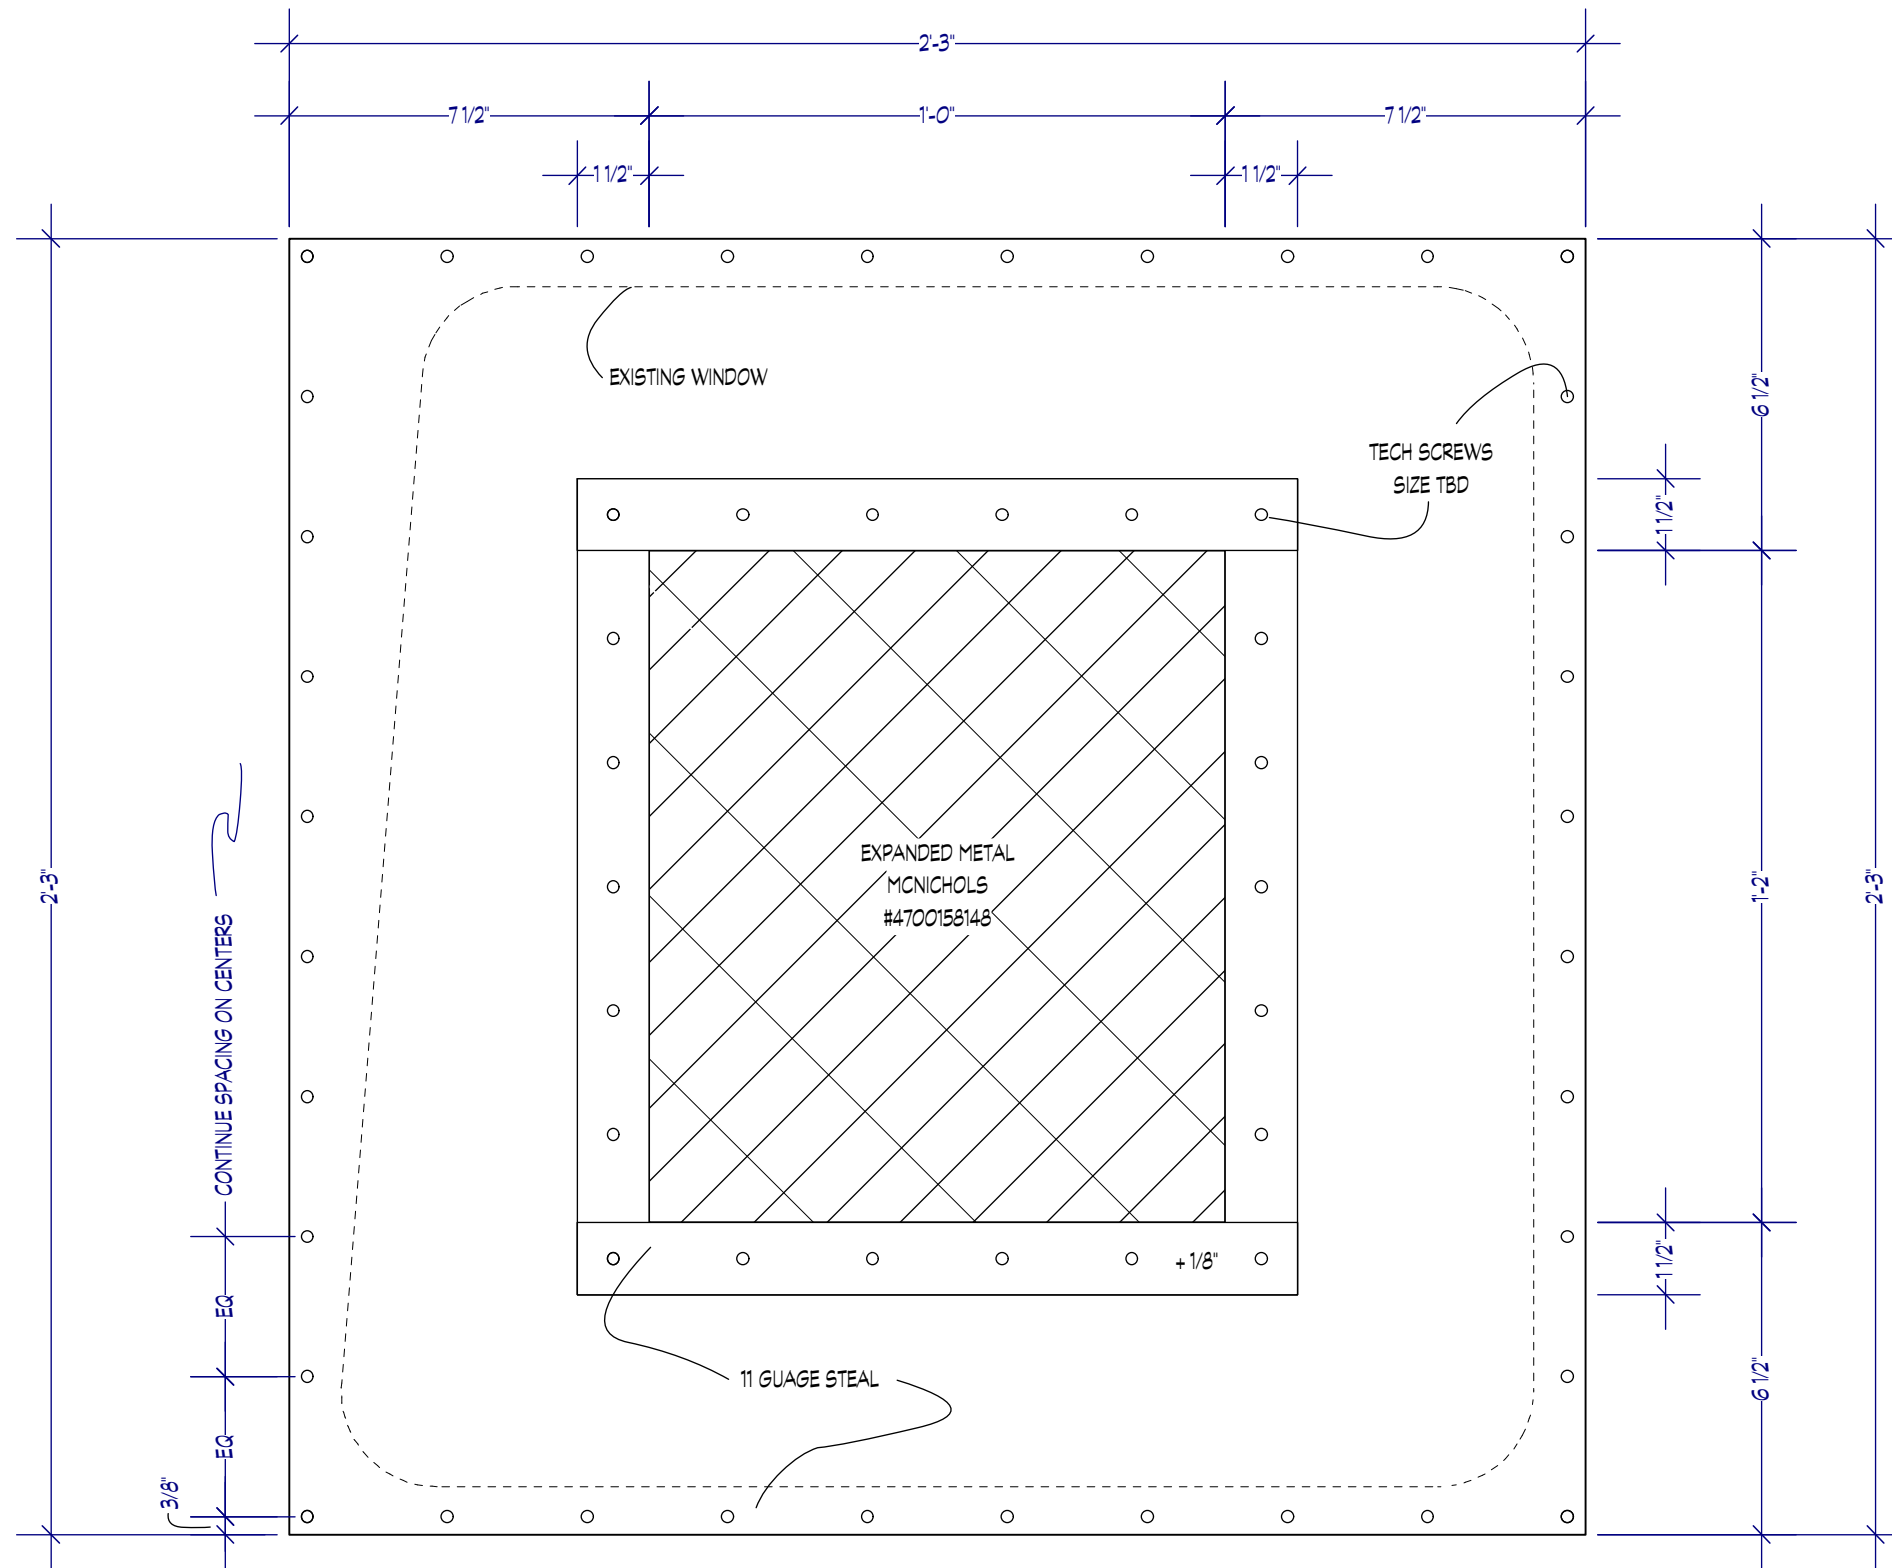 2'-3"
7 1/2"
1'-0"
7 1/2"
1 1/2"
1 1/2"
EXISTING WINDOW
6 1/2"
TECH SCREWS
SIZE TBD
1 1/2"
EXPANDED METAL
MCNICHOLS
#4700158148
2'-3"
1'-2"
2'-3"
CONTINUE SPACING ON CENTERS
+ 1/8"
1 1/2"
EQ
11 GUAGE STEAL
6 1/2"
EQ
3/8"